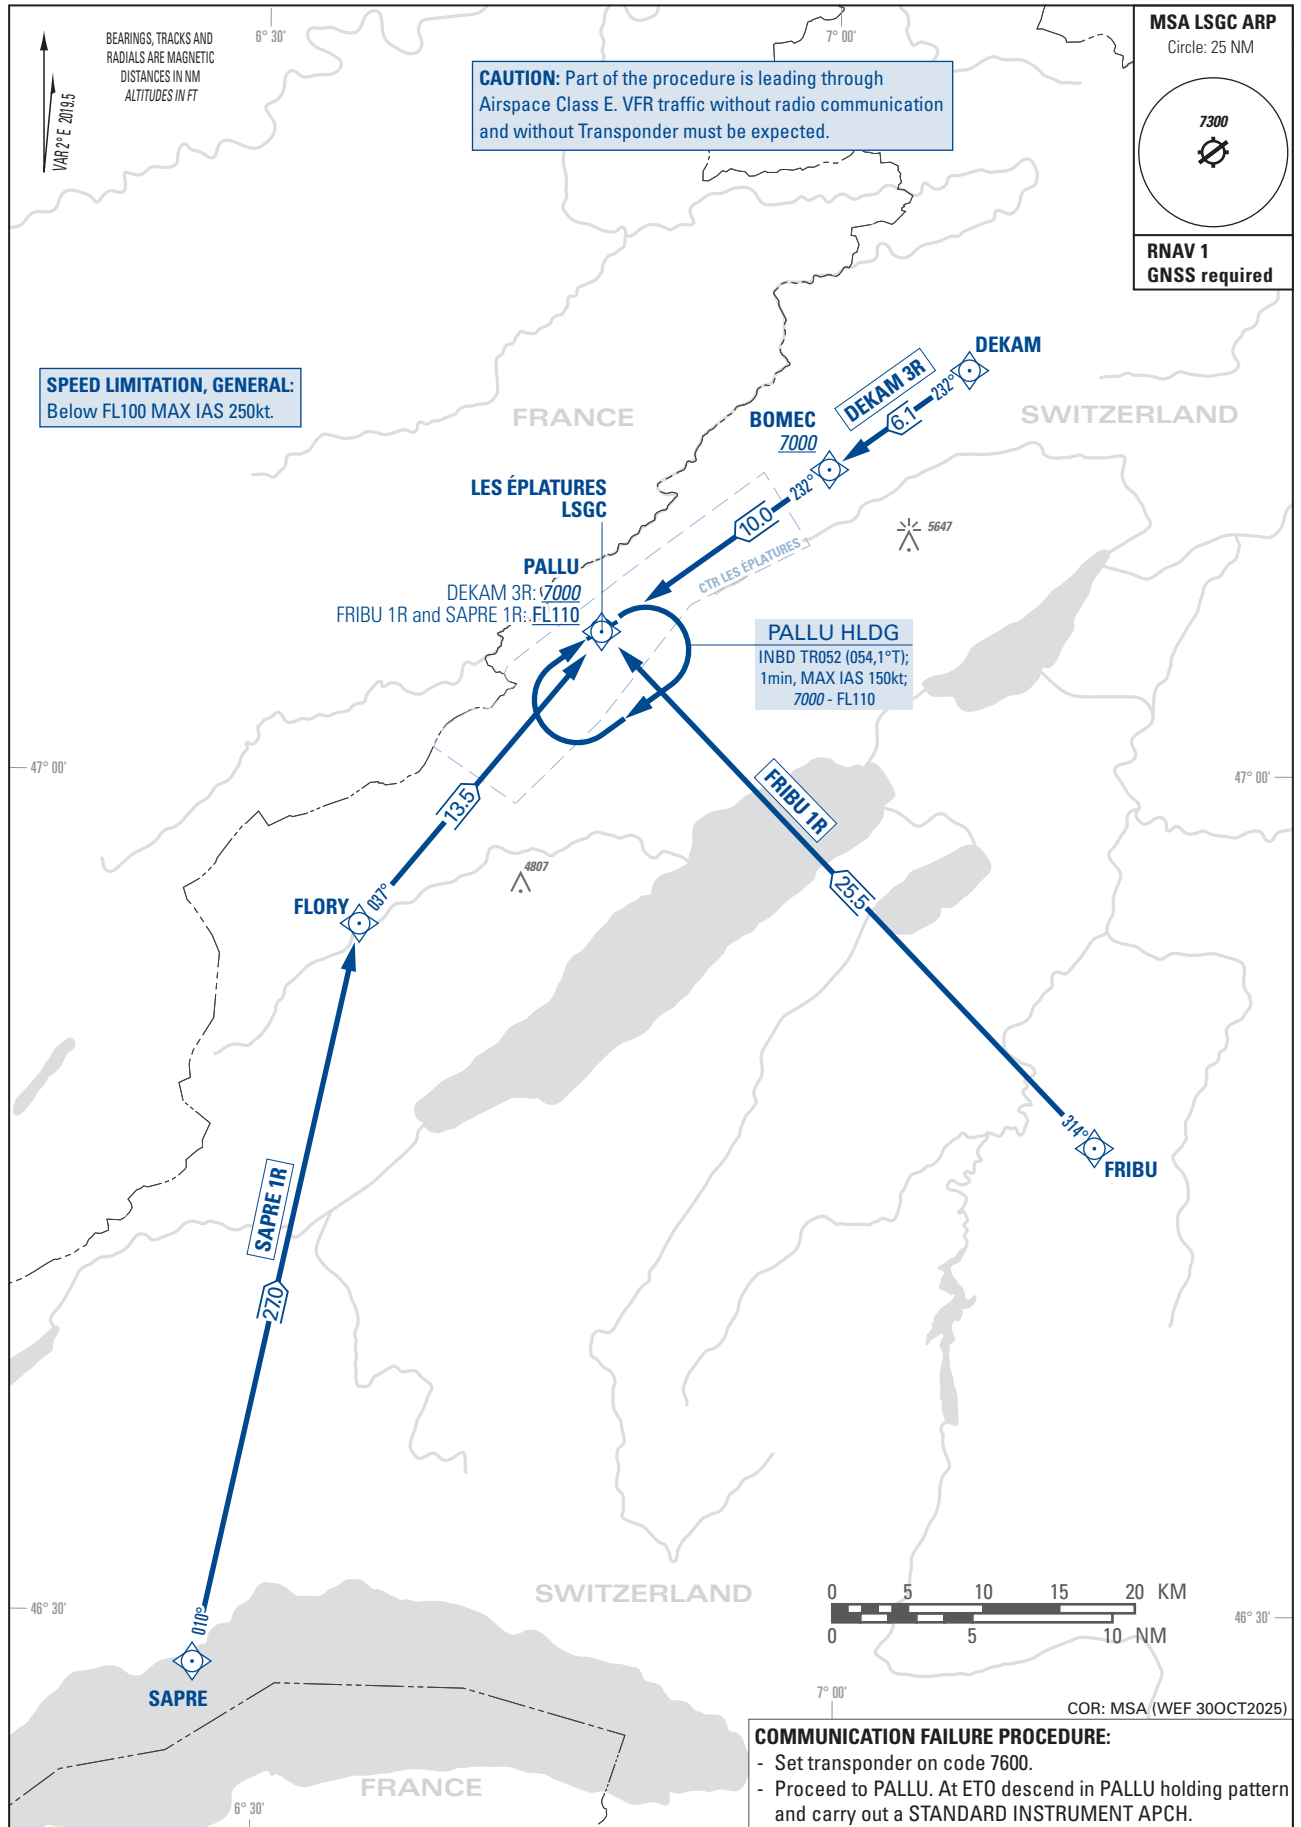 6° 30'
7° 00'
BEARINGS, TRACKS AND
RADIALS ARE MAGNETIC
DISTANCES IN NM
ALTITUDES IN FT
VAR 2° E 2019.5
CAUTION: Part of the procedure is leading through
Airspace Class E. VFR traffic without radio communication
and without Transponder must be expected.
MSA LSGC ARP
Circle: 25 NM
7300
RNAV 1
GNSS required
SPEED LIMITATION, GENERAL:
Below FL100 MAX IAS 250kt.
FRANCE
SWITZERLAND
DEKAM
232°
DEKAM 3R
6.1
BOMEC
7000
232°
10.0
LES ÉPLATURES
LSGC
5647
CTR LES ÉPLATURES
PALLU
DEKAM 3R: 7000
FRIBU 1R and SAPRE 1R: FL110
PALLU HLDG
INBD TR052 (054,1°T);
1min, MAX IAS 150kt;
7000 - FL110
47° 00'
47° 00'
FRIBU 1R
13.5
25.5
4807
037°
FLORY
314°
FRIBU
SAPRE 1R
27.0
010°
SAPRE
46° 30'
46° 30'
SWITZERLAND
0 5 10 15 20 KM
0 5 10 NM
7° 00'
COR: MSA (WEF 30OCT2025)
FRANCE
6° 30'
COMMUNICATION FAILURE PROCEDURE:
- Set transponder on code 7600.
- Proceed to PALLU. At ETO descend in PALLU holding pattern
and carry out a STANDARD INSTRUMENT APCH.